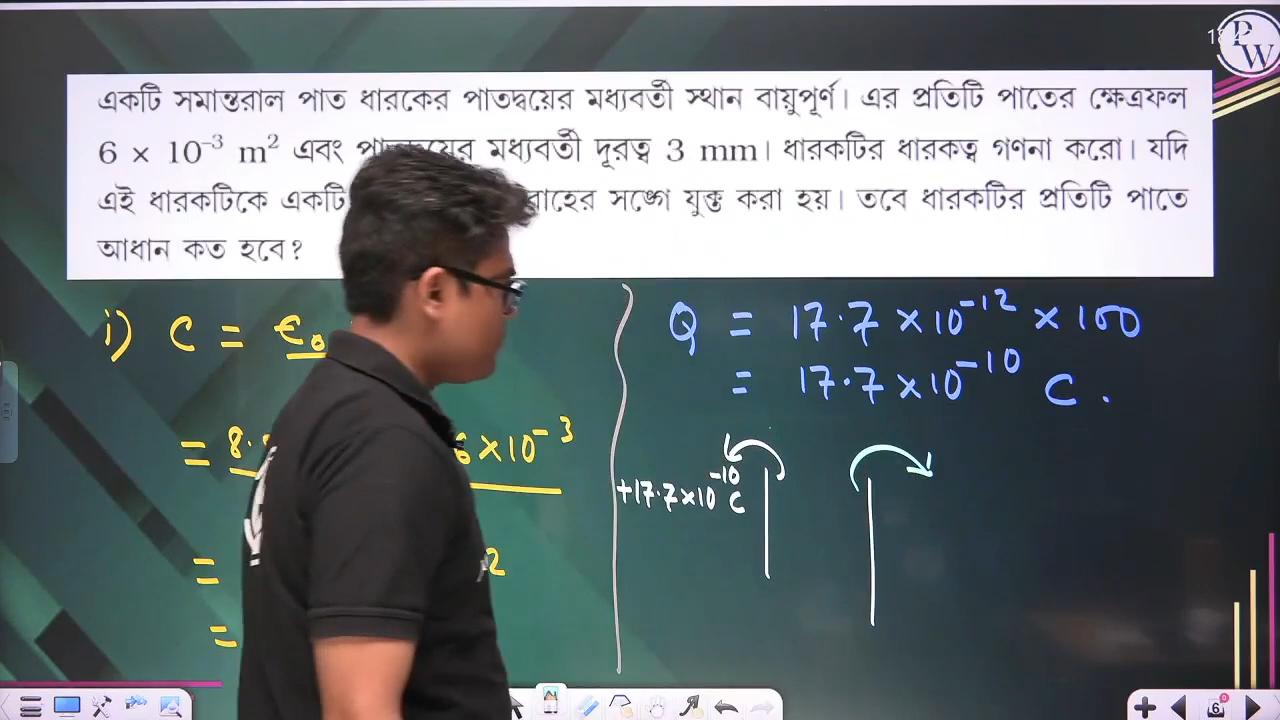 একটি সমান্তরাল পাত ধারকের পাতদ্বয়ের মধ্যবর্তী স্থান বায়ুপূর্ণ। এর প্রতিটি পাতের ক্ষেত্রফল
6 × 10⁻³ m² এবং পাতদ্বয়ের মধ্যবর্তী দূরত্ব 3 mm। ধারকটির ধারকত্ব গণনা করো। যদি
এই ধারকটিকে একটি সঙ্গে যুক্ত করা হয়। তবে ধারকটির প্রতিটি পাতে
আধান কত হবে?
i) C = ϵ₀
= 8. 6×10⁻³
=
=
Q = 17.7 × 10⁻¹² × 100
= 17.7 × 10⁻¹⁰ C.
+17.7×10⁻¹⁰ C
PW
6